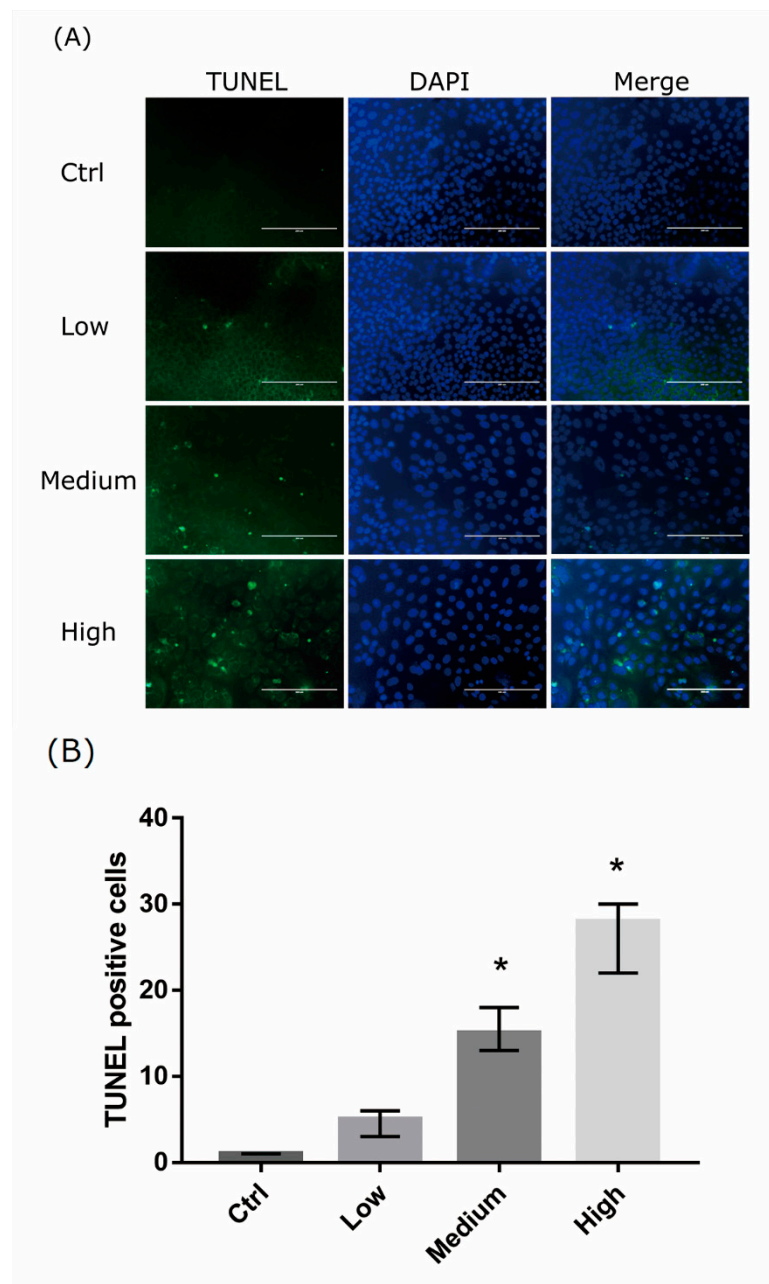 (A)
TUNEL DAPI Merge
Ctrl
Low
Medium
High
(B)
40
30
20
10
0
TUNEL positive cells
* *
Ctrl Low Medium High